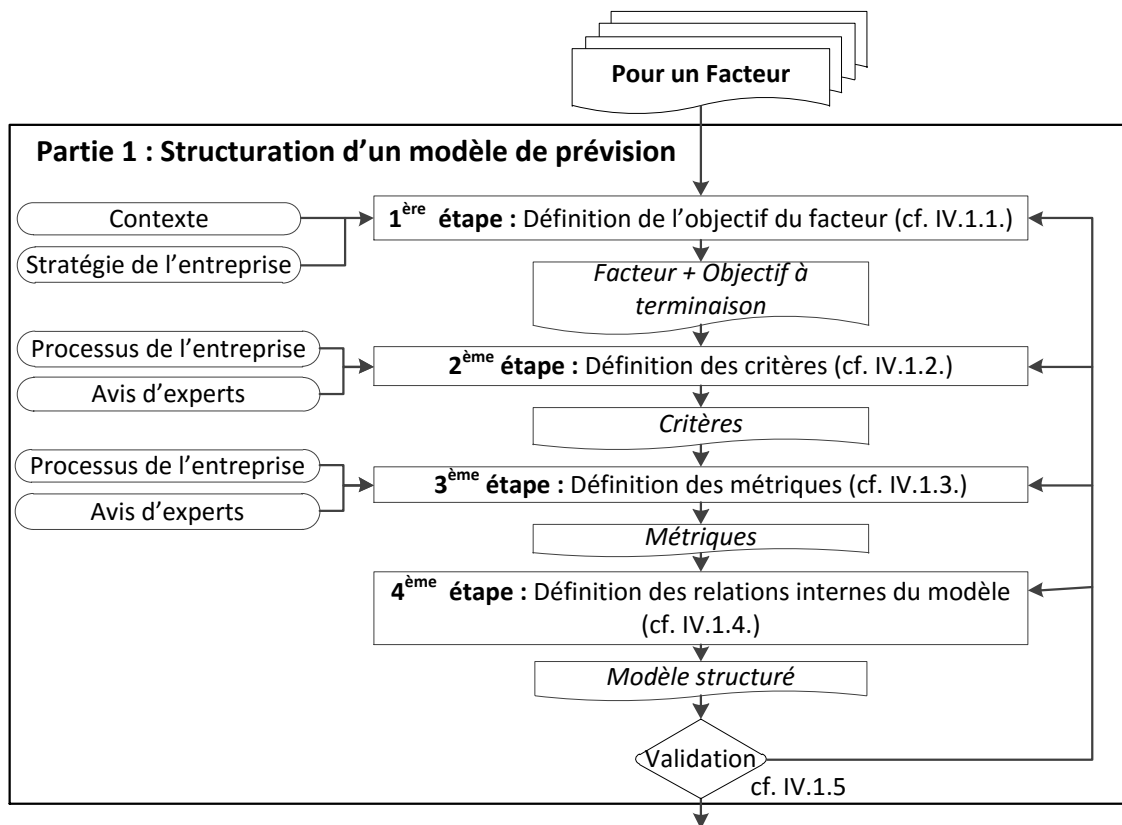 Pour un Facteur
Partie 1 : Structuration d’un modèle de prévision
Contexte
Stratégie de l’entreprise
1ère étape : Définition de l’objectif du facteur (cf. IV.1.1.)
Facteur + Objectif à
terminaison
Processus de l’entreprise
Avis d’experts
2ème étape : Définition des critères (cf. IV.1.2.)
Critères
Processus de l’entreprise
Avis d’experts
3ème étape : Définition des métriques (cf. IV.1.3.)
Métriques
4ème étape : Définition des relations internes du modèle
(cf. IV.1.4.)
Modèle structuré
Validation
cf. IV.1.5